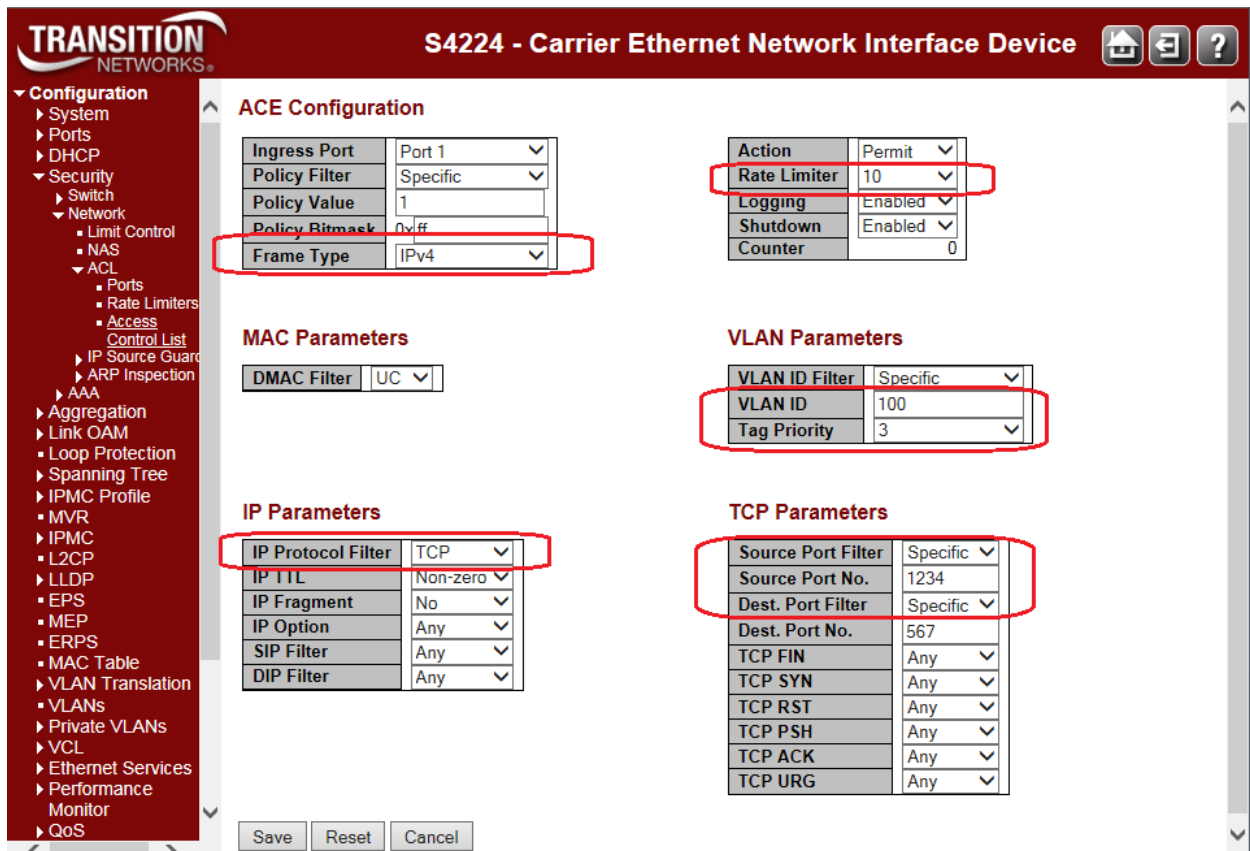 TRANSITION
NETWORKS®
S4224 - Carrier Ethernet Network Interface Device
?
Configuration
System
Ports
DHCP
Security
Switch
Network
Limit Control
NAS
ACL
Ports
Rate Limiters
Access
Control List
IP Source Guard
ARP Inspection
AAA
Aggregation
Link OAM
Loop Protection
Spanning Tree
IPMC Profile
MVR
IPMC
L2CP
LLDP
EPS
MEP
ERPS
MAC Table
VLAN Translation
VLANs
Private VLANs
VCL
Ethernet Services
Performance
Monitor
QoS
ACE Configuration
Ingress Port Port 1
Policy Filter Specific
Policy Value 1
Policy Bitmask 0x ff
Frame Type IPv4
Action Permit
Rate Limiter 10
Logging Enabled
Shutdown Enabled
Counter 0
MAC Parameters
DMAC Filter UC
VLAN Parameters
VLAN ID Filter Specific
VLAN ID 100
Tag Priority 3
IP Parameters
IP Protocol Filter TCP
IP TTL Non-zero
IP Fragment No
IP Option Any
SIP Filter Any
DIP Filter Any
TCP Parameters
Source Port Filter Specific
Source Port No. 1234
Dest. Port Filter Specific
Dest. Port No. 567
TCP FIN Any
TCP SYN Any
TCP RST Any
TCP PSH Any
TCP ACK Any
TCP URG Any
Save Reset Cancel